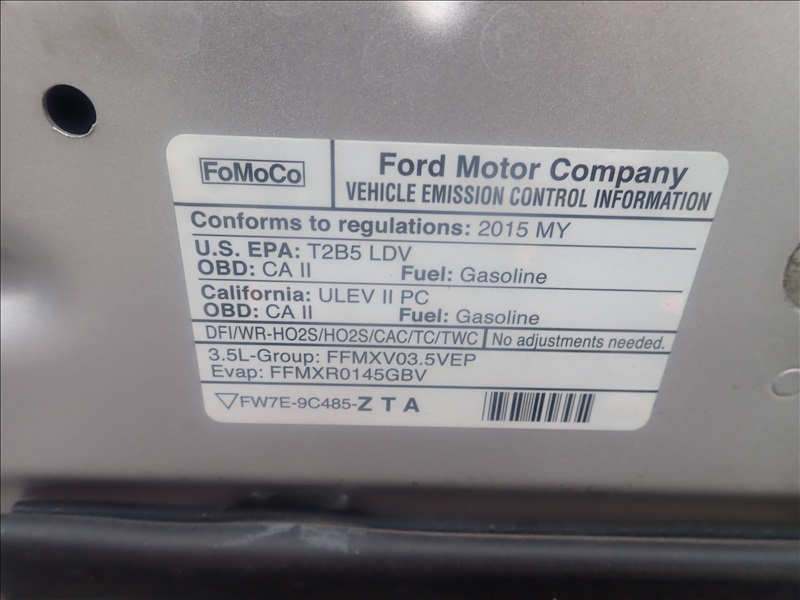 FoMoCo
Ford Motor Company
VEHICLE EMISSION CONTROL INFORMATION
Conforms to regulations: 2015 MY
U.S. EPA: T2B5 LDV
OBD: CA II Fuel: Gasoline
California: ULEV II PC
OBD: CA II Fuel: Gasoline
DFI/WR-HO2S/HO2S/CAC/TC/TWC No adjustments needed.
3.5L-Group: FFMXV03.5VEP
Evap: FFMXR0145GBV
▽FW7E-9C485-Z T A